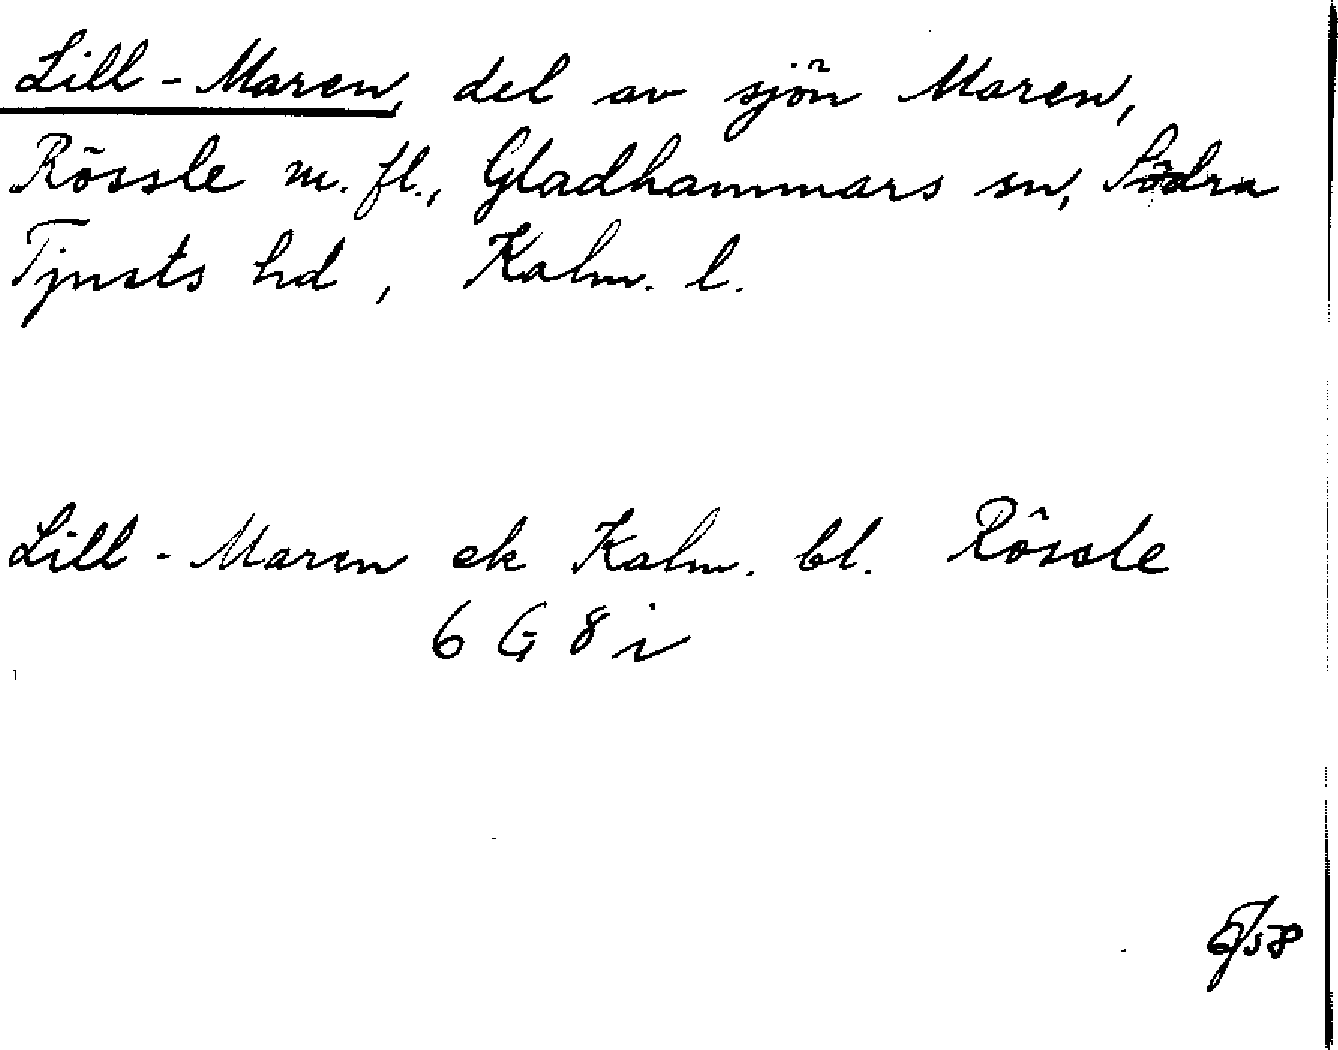 Lill-Maren, del av sjön Maren,
Rössle m. fl., Gladhammars sn, Södra
Tjusts hd, Kalm. l.
Lill-Maren ek Kalm. bl. Rössle
6 G 8 i